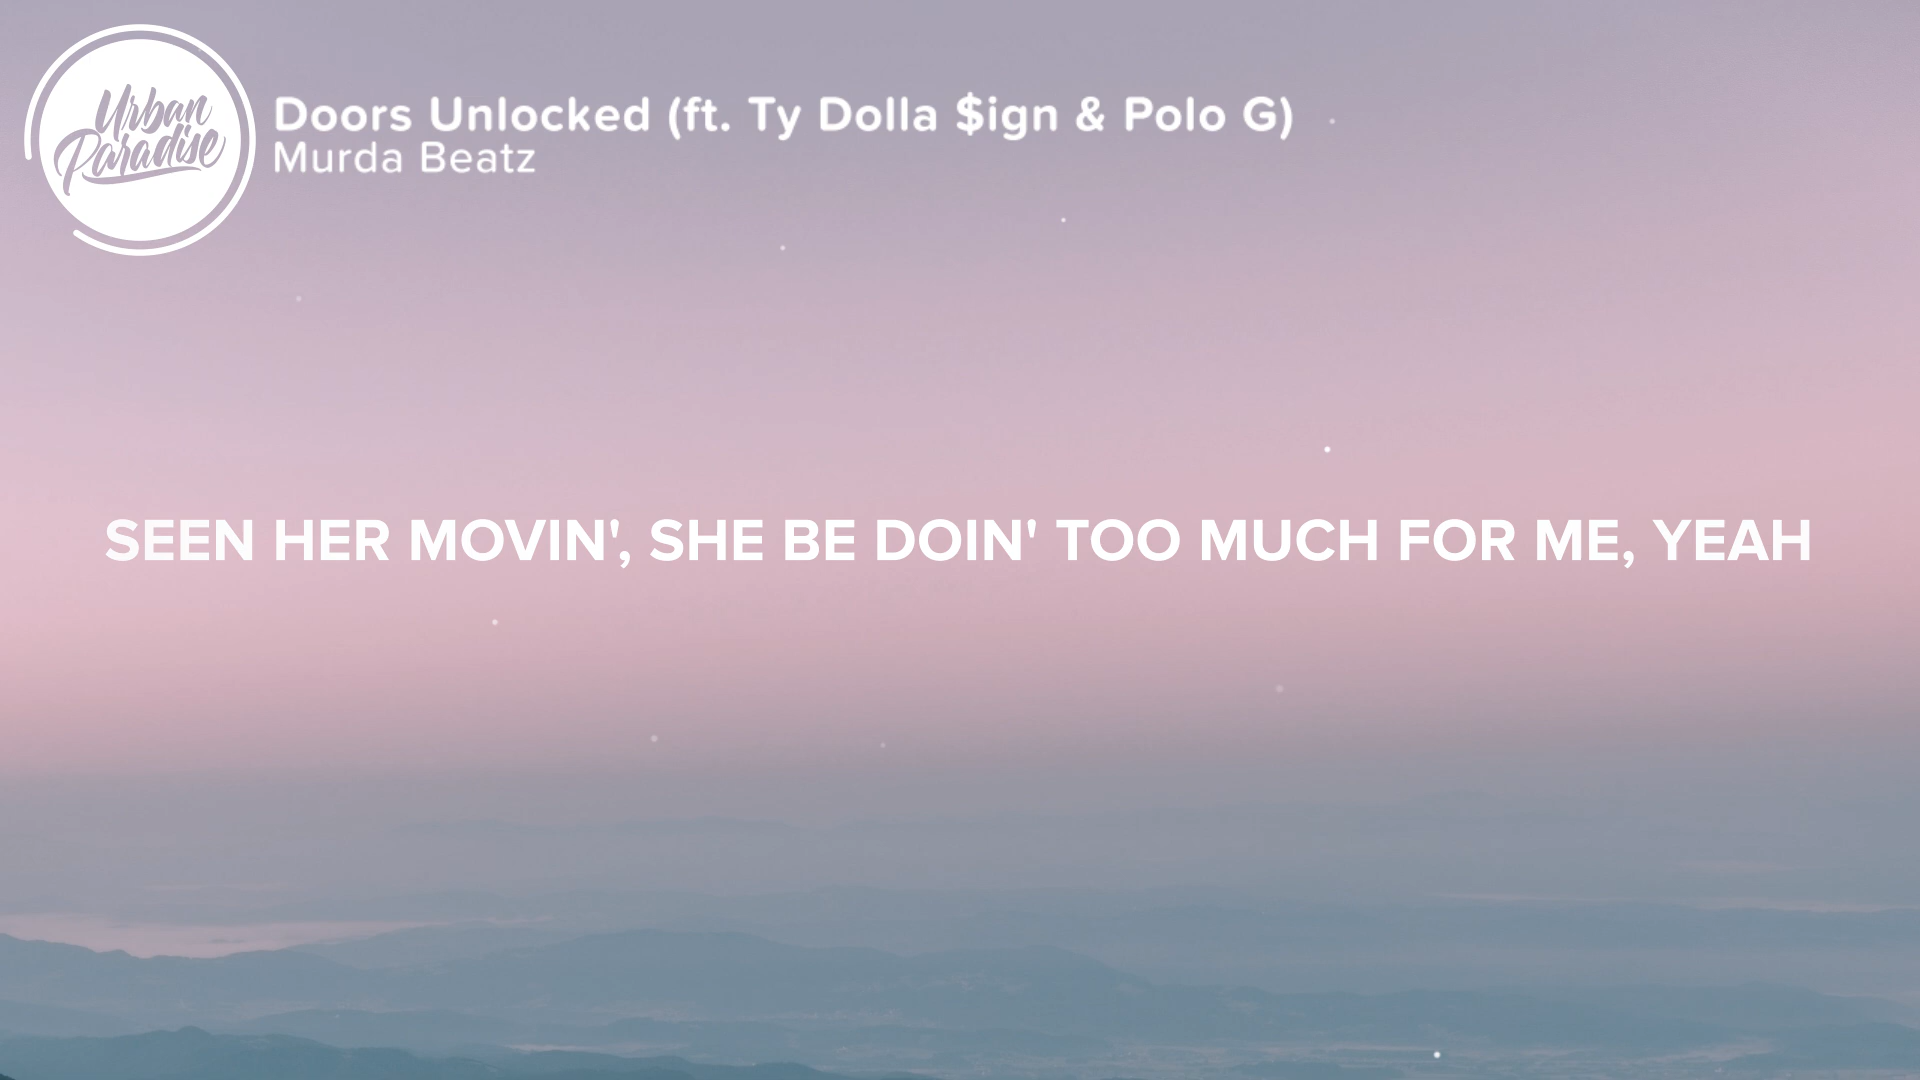 Urban
Paradise
Doors Unlocked (ft. Ty Dolla $ign & Polo G)
Murda Beatz
SEEN HER MOVIN', SHE BE DOIN' TOO MUCH FOR ME, YEAH